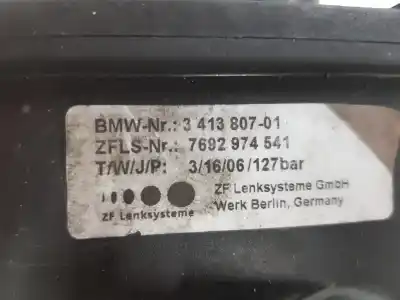 BMW-Nr.: 3 413 807-01
ZFLS-Nr.: 7692 974 541
T/W/J/P: 3/16/06/127bar
ZF Lenksysteme GmbH
ZF Lenksysteme
Werk Berlin, Germany